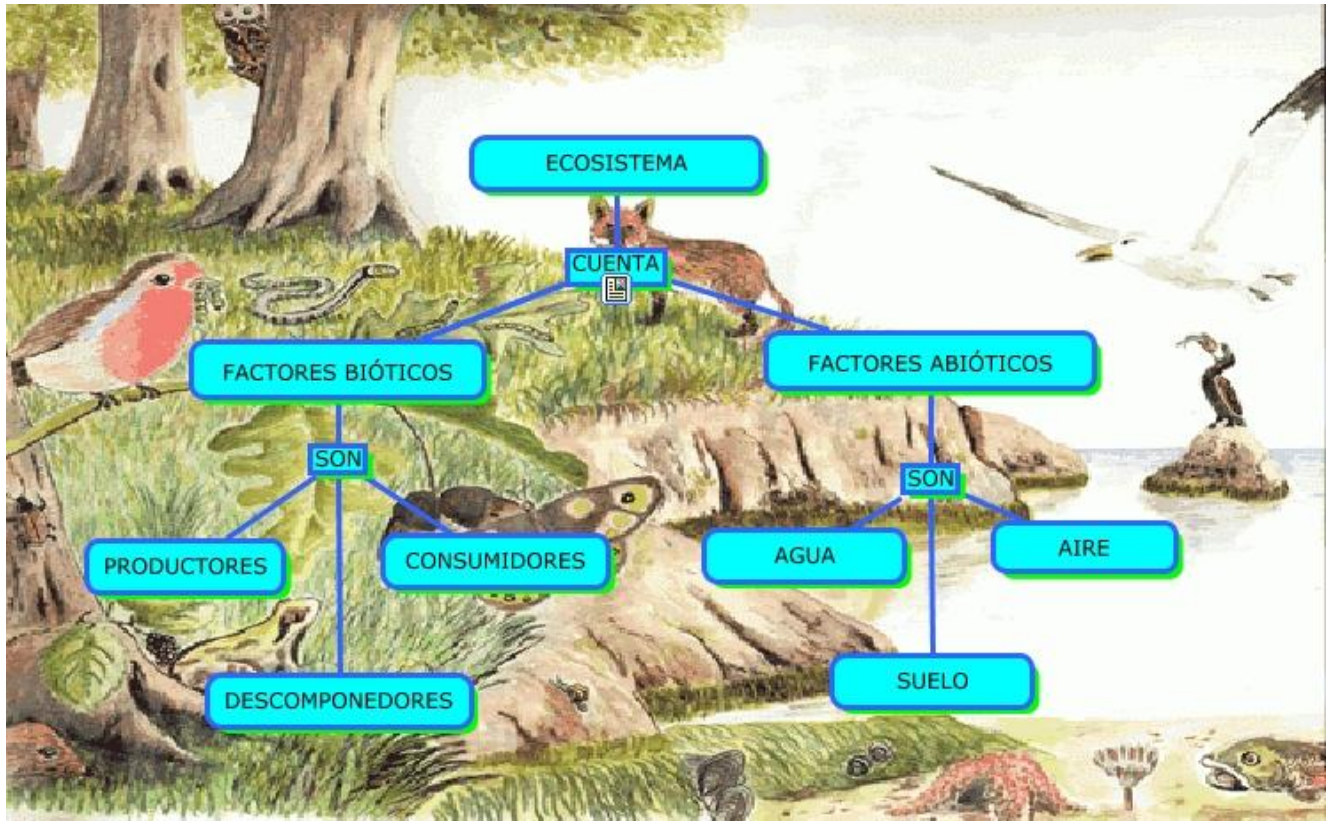 ECOSISTEMA
CUENTA
FACTORES BIÓTICOS
FACTORES ABIÓTICOS
SON
SON
PRODUCTORES
CONSUMIDORES
AGUA
AIRE
DESCOMPONEDORES
SUELO